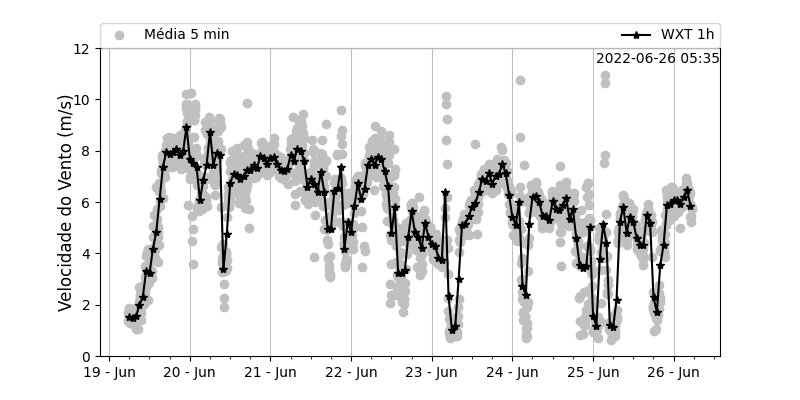 Média 5 min WXT 1h
2022-06-26 05:35
Velocidade do Vento (m/s)
12
10
8
6
4
2
0
19 - Jun 20 - Jun 21 - Jun 22 - Jun 23 - Jun 24 - Jun 25 - Jun 26 - Jun